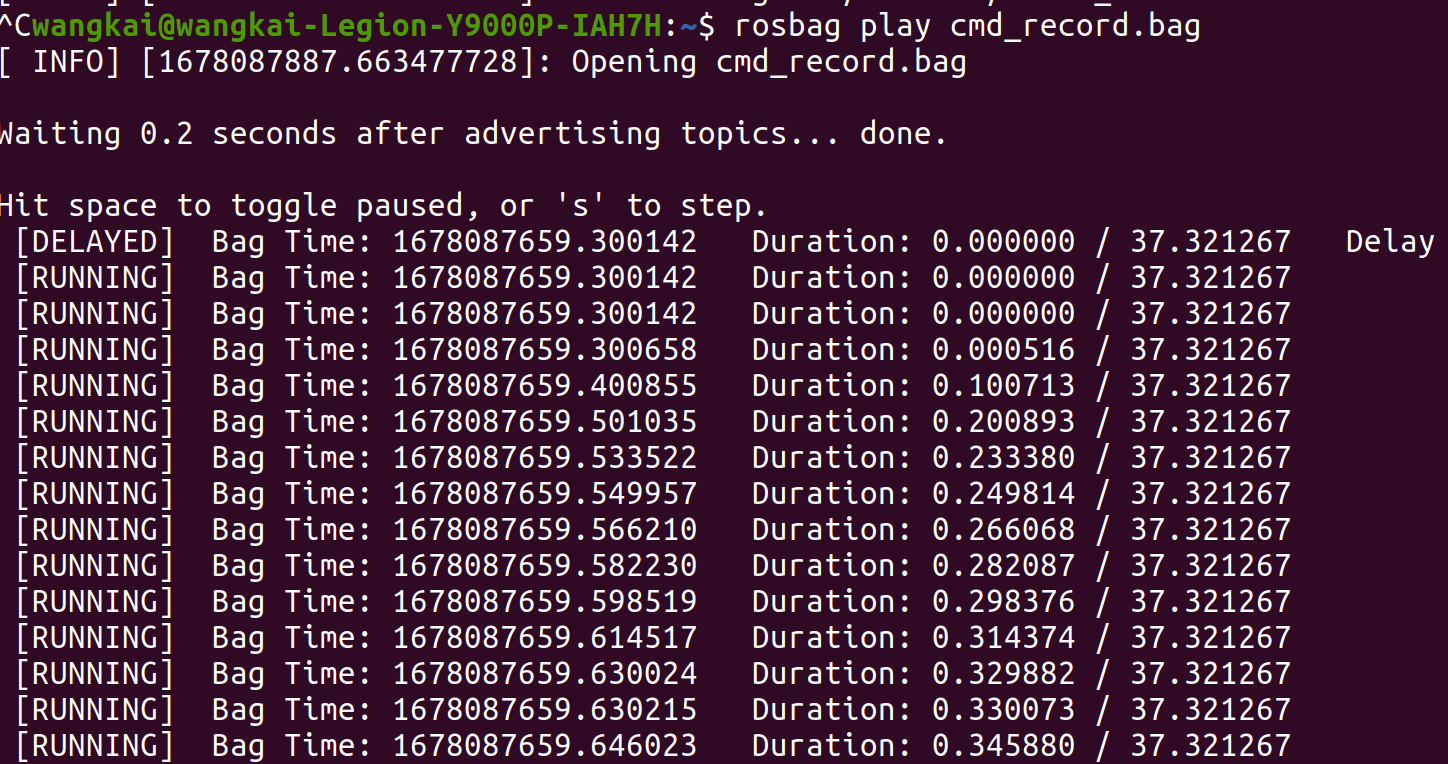 ^Cwangkai@wangkai-Legion-Y9000P-IAH7H:~$ rosbag play cmd_record.bag
[ INFO] [1678087887.663477728]: Opening cmd_record.bag
Waiting 0.2 seconds after advertising topics... done.
Hit space to toggle paused, or 's' to step.
[DELAYED]  Bag Time: 1678087659.300142   Duration: 0.000000 / 37.321267   Delay
[RUNNING]  Bag Time: 1678087659.300142   Duration: 0.000000 / 37.321267
[RUNNING]  Bag Time: 1678087659.300142   Duration: 0.000000 / 37.321267
[RUNNING]  Bag Time: 1678087659.300658   Duration: 0.000516 / 37.321267
[RUNNING]  Bag Time: 1678087659.400855   Duration: 0.100713 / 37.321267
[RUNNING]  Bag Time: 1678087659.501035   Duration: 0.200893 / 37.321267
[RUNNING]  Bag Time: 1678087659.533522   Duration: 0.233380 / 37.321267
[RUNNING]  Bag Time: 1678087659.549957   Duration: 0.249814 / 37.321267
[RUNNING]  Bag Time: 1678087659.566210   Duration: 0.266068 / 37.321267
[RUNNING]  Bag Time: 1678087659.582230   Duration: 0.282087 / 37.321267
[RUNNING]  Bag Time: 1678087659.598519   Duration: 0.298376 / 37.321267
[RUNNING]  Bag Time: 1678087659.614517   Duration: 0.314374 / 37.321267
[RUNNING]  Bag Time: 1678087659.630024   Duration: 0.329882 / 37.321267
[RUNNING]  Bag Time: 1678087659.630215   Duration: 0.330073 / 37.321267
[RUNNING]  Bag Time: 1678087659.646023   Duration: 0.345880 / 37.321267